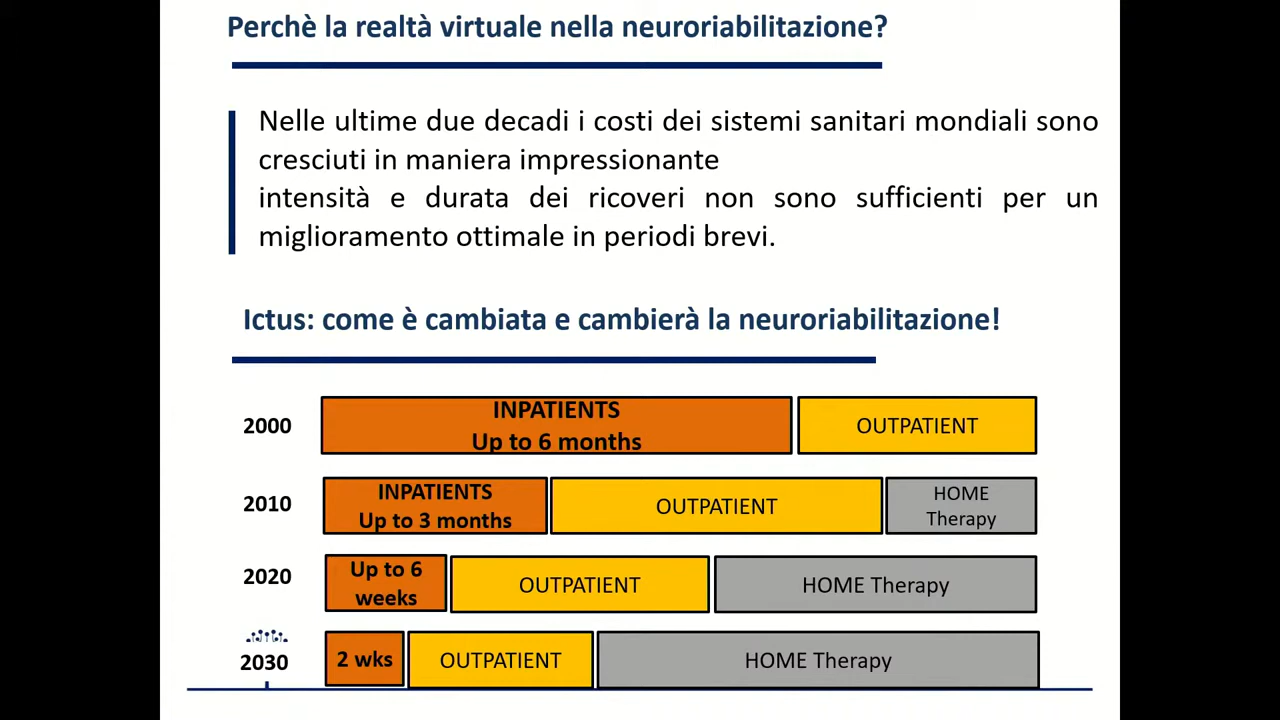 Perchè la realtà virtuale nella neuroriabilitazione?
Nelle ultime due decadi i costi dei sistemi sanitari mondiali sono
cresciuti in maniera impressionante
intensità e durata dei ricoveri non sono sufficienti per un
miglioramento ottimale in periodi brevi.
Ictus: come è cambiata e cambierà la neuroriabilitazione!
2000
INPATIENTS
Up to 6 months
OUTPATIENT
2010
INPATIENTS
Up to 3 months
OUTPATIENT
HOME
Therapy
2020
Up to 6
weeks
OUTPATIENT
HOME Therapy
2030
2 wks
OUTPATIENT
HOME Therapy